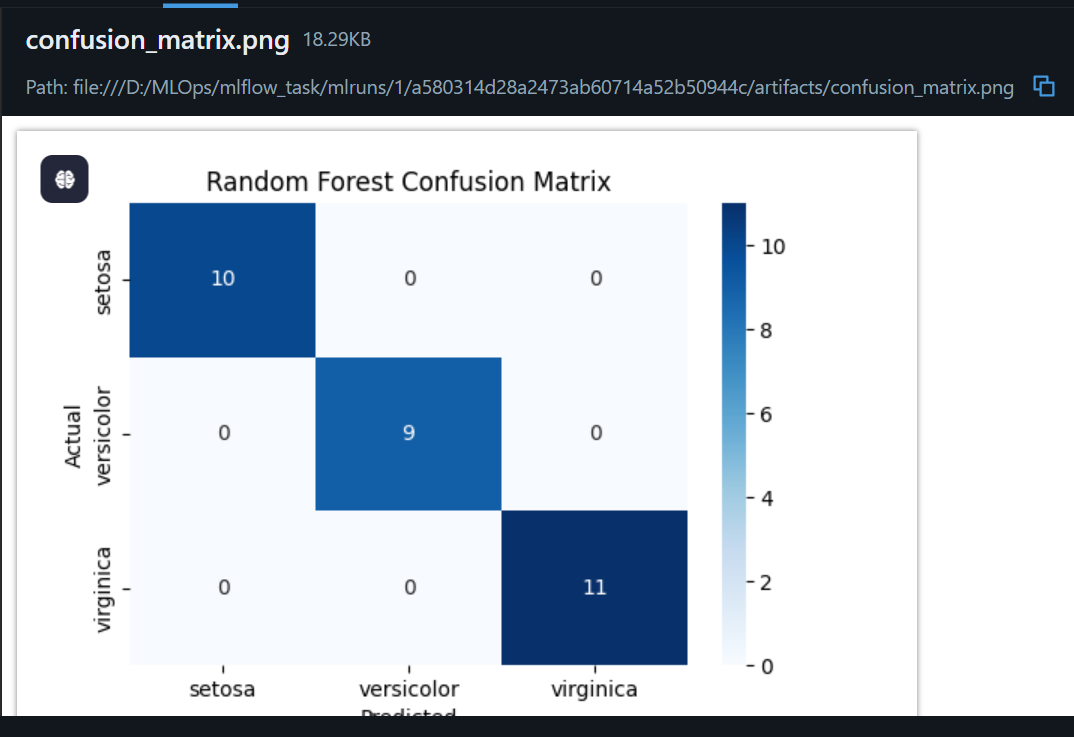 confusion_matrix.png 18.29KB
Path: file:///D:/MLOps/mlflow_task/mlruns/1/a580314d28a2473ab60714a52b50944c/artifacts/confusion_matrix.png
Random Forest Confusion Matrix
setosa
10 0 0
Actual
versicolor
0 9 0
virginica
0 0 11
10
8
6
4
2
0
setosa versicolor virginica
Predicted